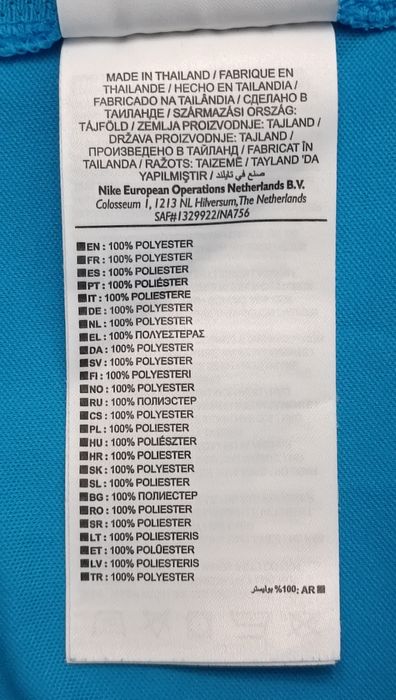 MADE IN THAILAND / FABRIQUE EN
THAILANDE / HECHO EN TAILANDIA /
FABRICADO NA TAILÂNDIA / СДЕЛАНО В
ТАИЛАНДЕ / SZÁRMAZÁSI ORSZÁG:
TÁJFÖLD / ZEMLJA PROIZVODNJE: TAJLAND /
DRŽAVA PROIZVODNJE: TAJLAND /
ПРОИЗВЕДЕНО В ТАЙЛАНД / FABRICAT ÎN
TAILANDA / RAŽOTS: TAIZEMĒ / TAYLAND 'DA
YAPILMIŞTIR / صنع في تايلاند
Nike European Operations Netherlands B.V.
Colosseum 1, 1213 NL Hilversum, The Netherlands
SAF#1329922/NA756
EN : 100% POLYESTER
FR : 100% POLYESTER
ES : 100% POLIESTER
PT : 100% POLIÉSTER
IT : 100% POLIESTERE
DE : 100% POLYESTER
NL : 100% POLYESTER
EL : 100% ΠΟΛΥΕΣΤΕΡΑΣ
DA : 100% POLYESTER
SV : 100% POLYESTER
FI : 100% POLYESTERI
NO : 100% POLYESTER
RU : 100% ПОЛИЭСТЕР
CS : 100% POLYESTER
PL : 100% POLIESTER
HU : 100% POLIÉSZTER
HR : 100% POLIESTER
SK : 100% POLYESTER
SL : 100% POLIESTER
BG : 100% ПОЛИЕСТЕР
RO : 100% POLIESTER
SR : 100% POLIESTER
LT : 100% POLIESTERIS
ET : 100% POLÜESTER
LV : 100% POLIESTERIS
TR : 100% POLYESTER
AR :100% بوليستر